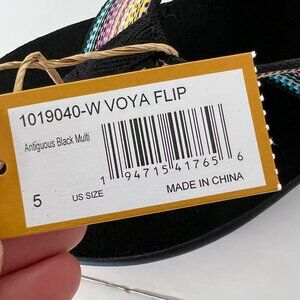 1019040-W VOYA FLIP
Antiguous Black Multi
1 94715 41765 6
5 US SIZE MADE IN CHINA